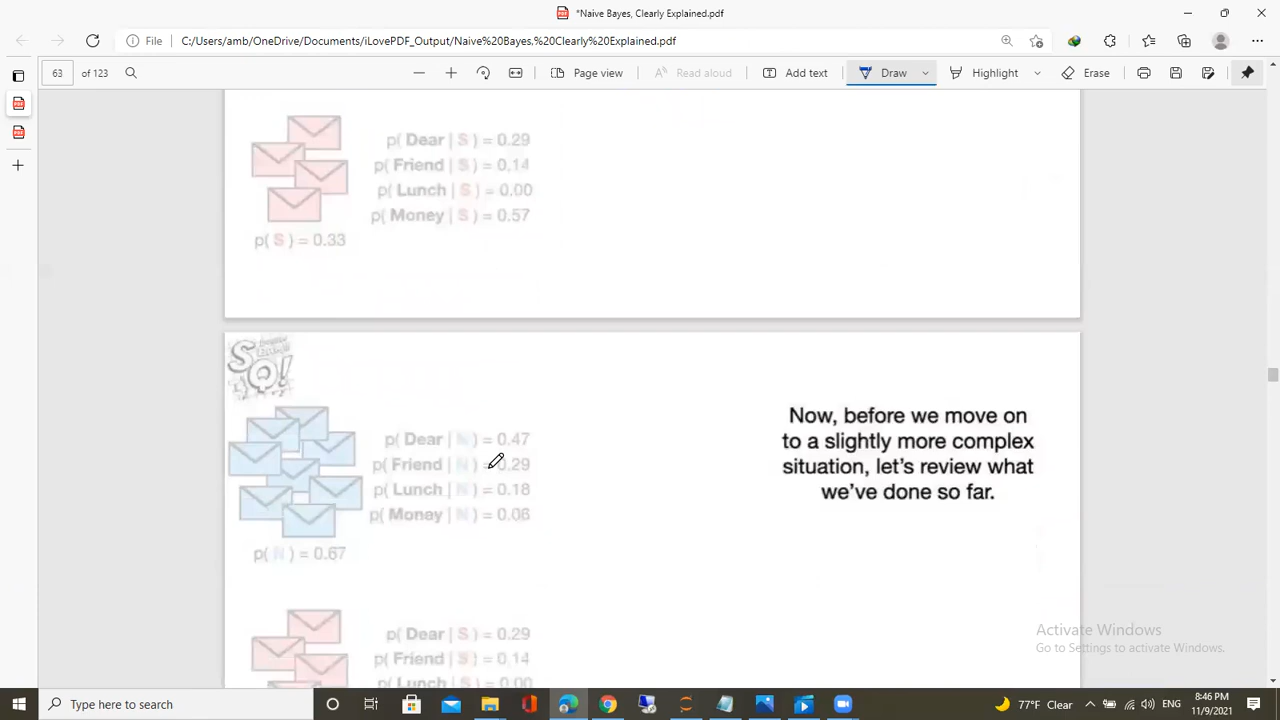 *Naive Bayes, Clearly Explained.pdf
File
C:/Users/amb/OneDrive/Documents/iLovePDF_Output/Naive%20Bayes,%20Clearly%20Explained.pdf
63 of 123
Page view
Read aloud
Add text
Draw
Highlight
Erase
p( Dear | S ) = 0.29
p( Friend | S ) = 0.14
p( Lunch | S ) = 0.00
p( Money | S ) = 0.57
p( S ) = 0.33
Now, before we move on
to a slightly more complex
situation, let's review what
we've done so far.
p( Dear | N ) = 0.47
p( Friend | N ) = 0.29
p( Lunch | N ) = 0.18
p( Money | N ) = 0.06
p( N ) = 0.67
p( Dear | S ) = 0.29
p( Friend | S ) = 0.14
p( Lunch | S ) = 0.00
Activate Windows
Go to Settings to activate Windows.
Type here to search
77°F Clear
ENG
8:46 PM
11/9/2021